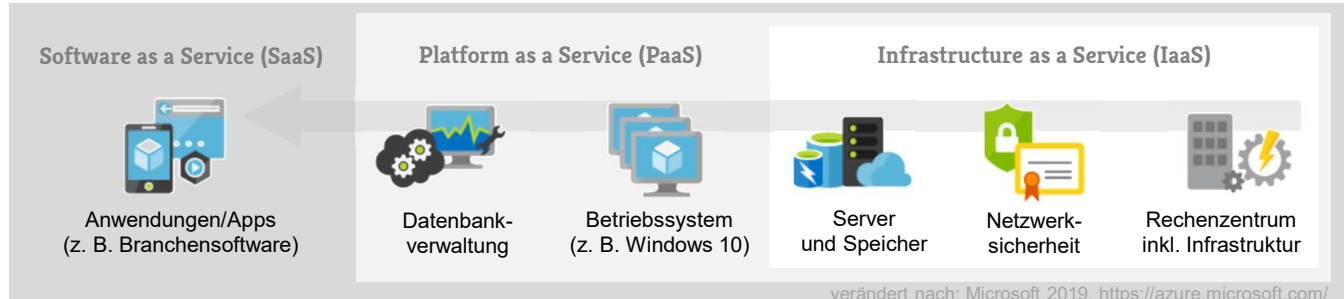 Software as a Service (SaaS)
Platform as a Service (PaaS)
Infrastructure as a Service (IaaS)
Anwendungen/Apps
(z. B. Branchensoftware)
Datenbank-
verwaltung
Betriebssystem
(z. B. Windows 10)
Server
und Speicher
Netzwerk-
sicherheit
Rechenzentrum
inkl. Infrastruktur
verändert nach: Microsoft 2019, https://azure.microsoft.com/